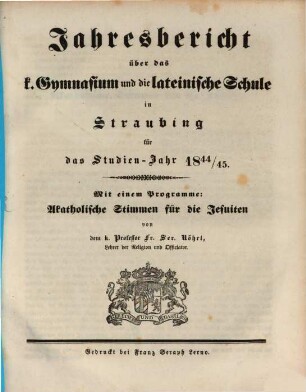 Jahresbericht
über das
k. Gymnasium und die lateinische Schule
in
Straubing
für
das Studien-Jahr 1844/45.
Mit einem Programme:
Akatholische Stimmen für die Jesuiten
von
dem k. Professor Fr. Ser. Röhrl,
Lehrer der Religion und Offiziator.
Gedruckt bei Franz Seraph Lerno.